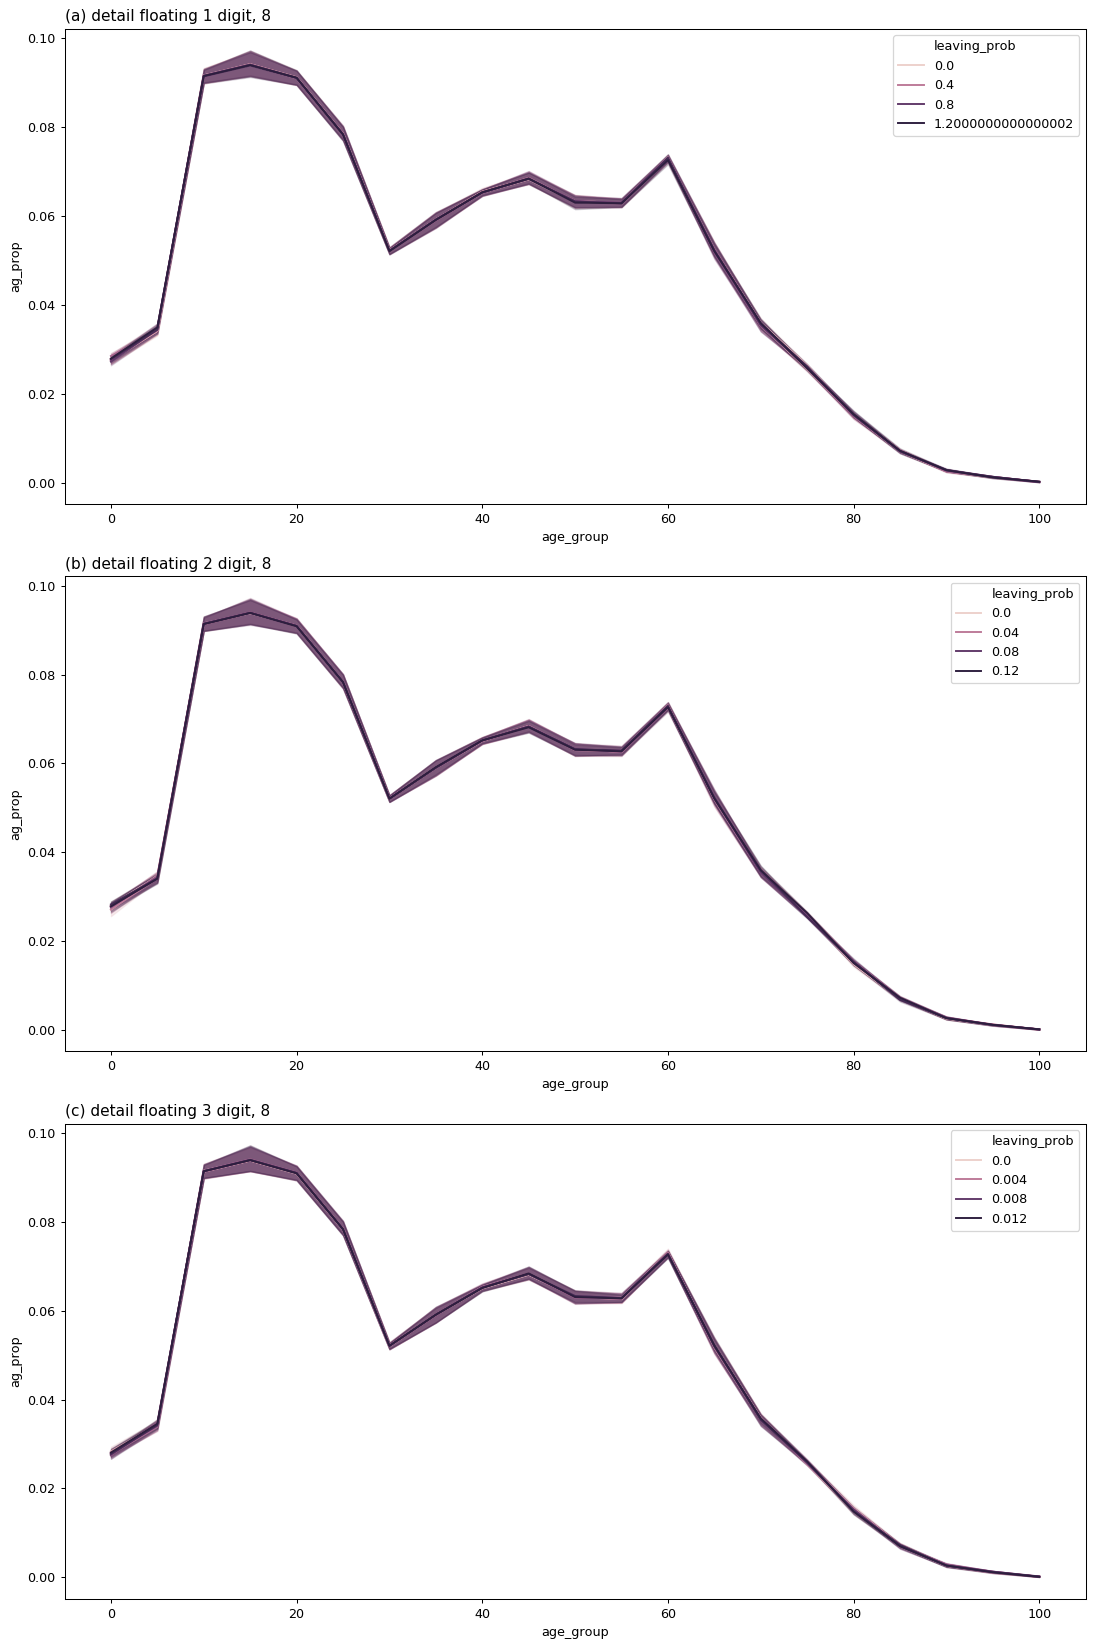 (a) detail floating 1 digit, 8
0.10
0.08
0.06
0.04
0.02
0.00
ag_prop
leaving_prob
0.0
0.4
0.8
1.2000000000000002
0 20 40 60 80 100
age_group
(b) detail floating 2 digit, 8
0.10
0.08
0.06
0.04
0.02
0.00
ag_prop
leaving_prob
0.0
0.04
0.08
0.12
0 20 40 60 80 100
age_group
(c) detail floating 3 digit, 8
0.10
0.08
0.06
0.04
0.02
0.00
ag_prop
leaving_prob
0.0
0.004
0.008
0.012
0 20 40 60 80 100
age_group